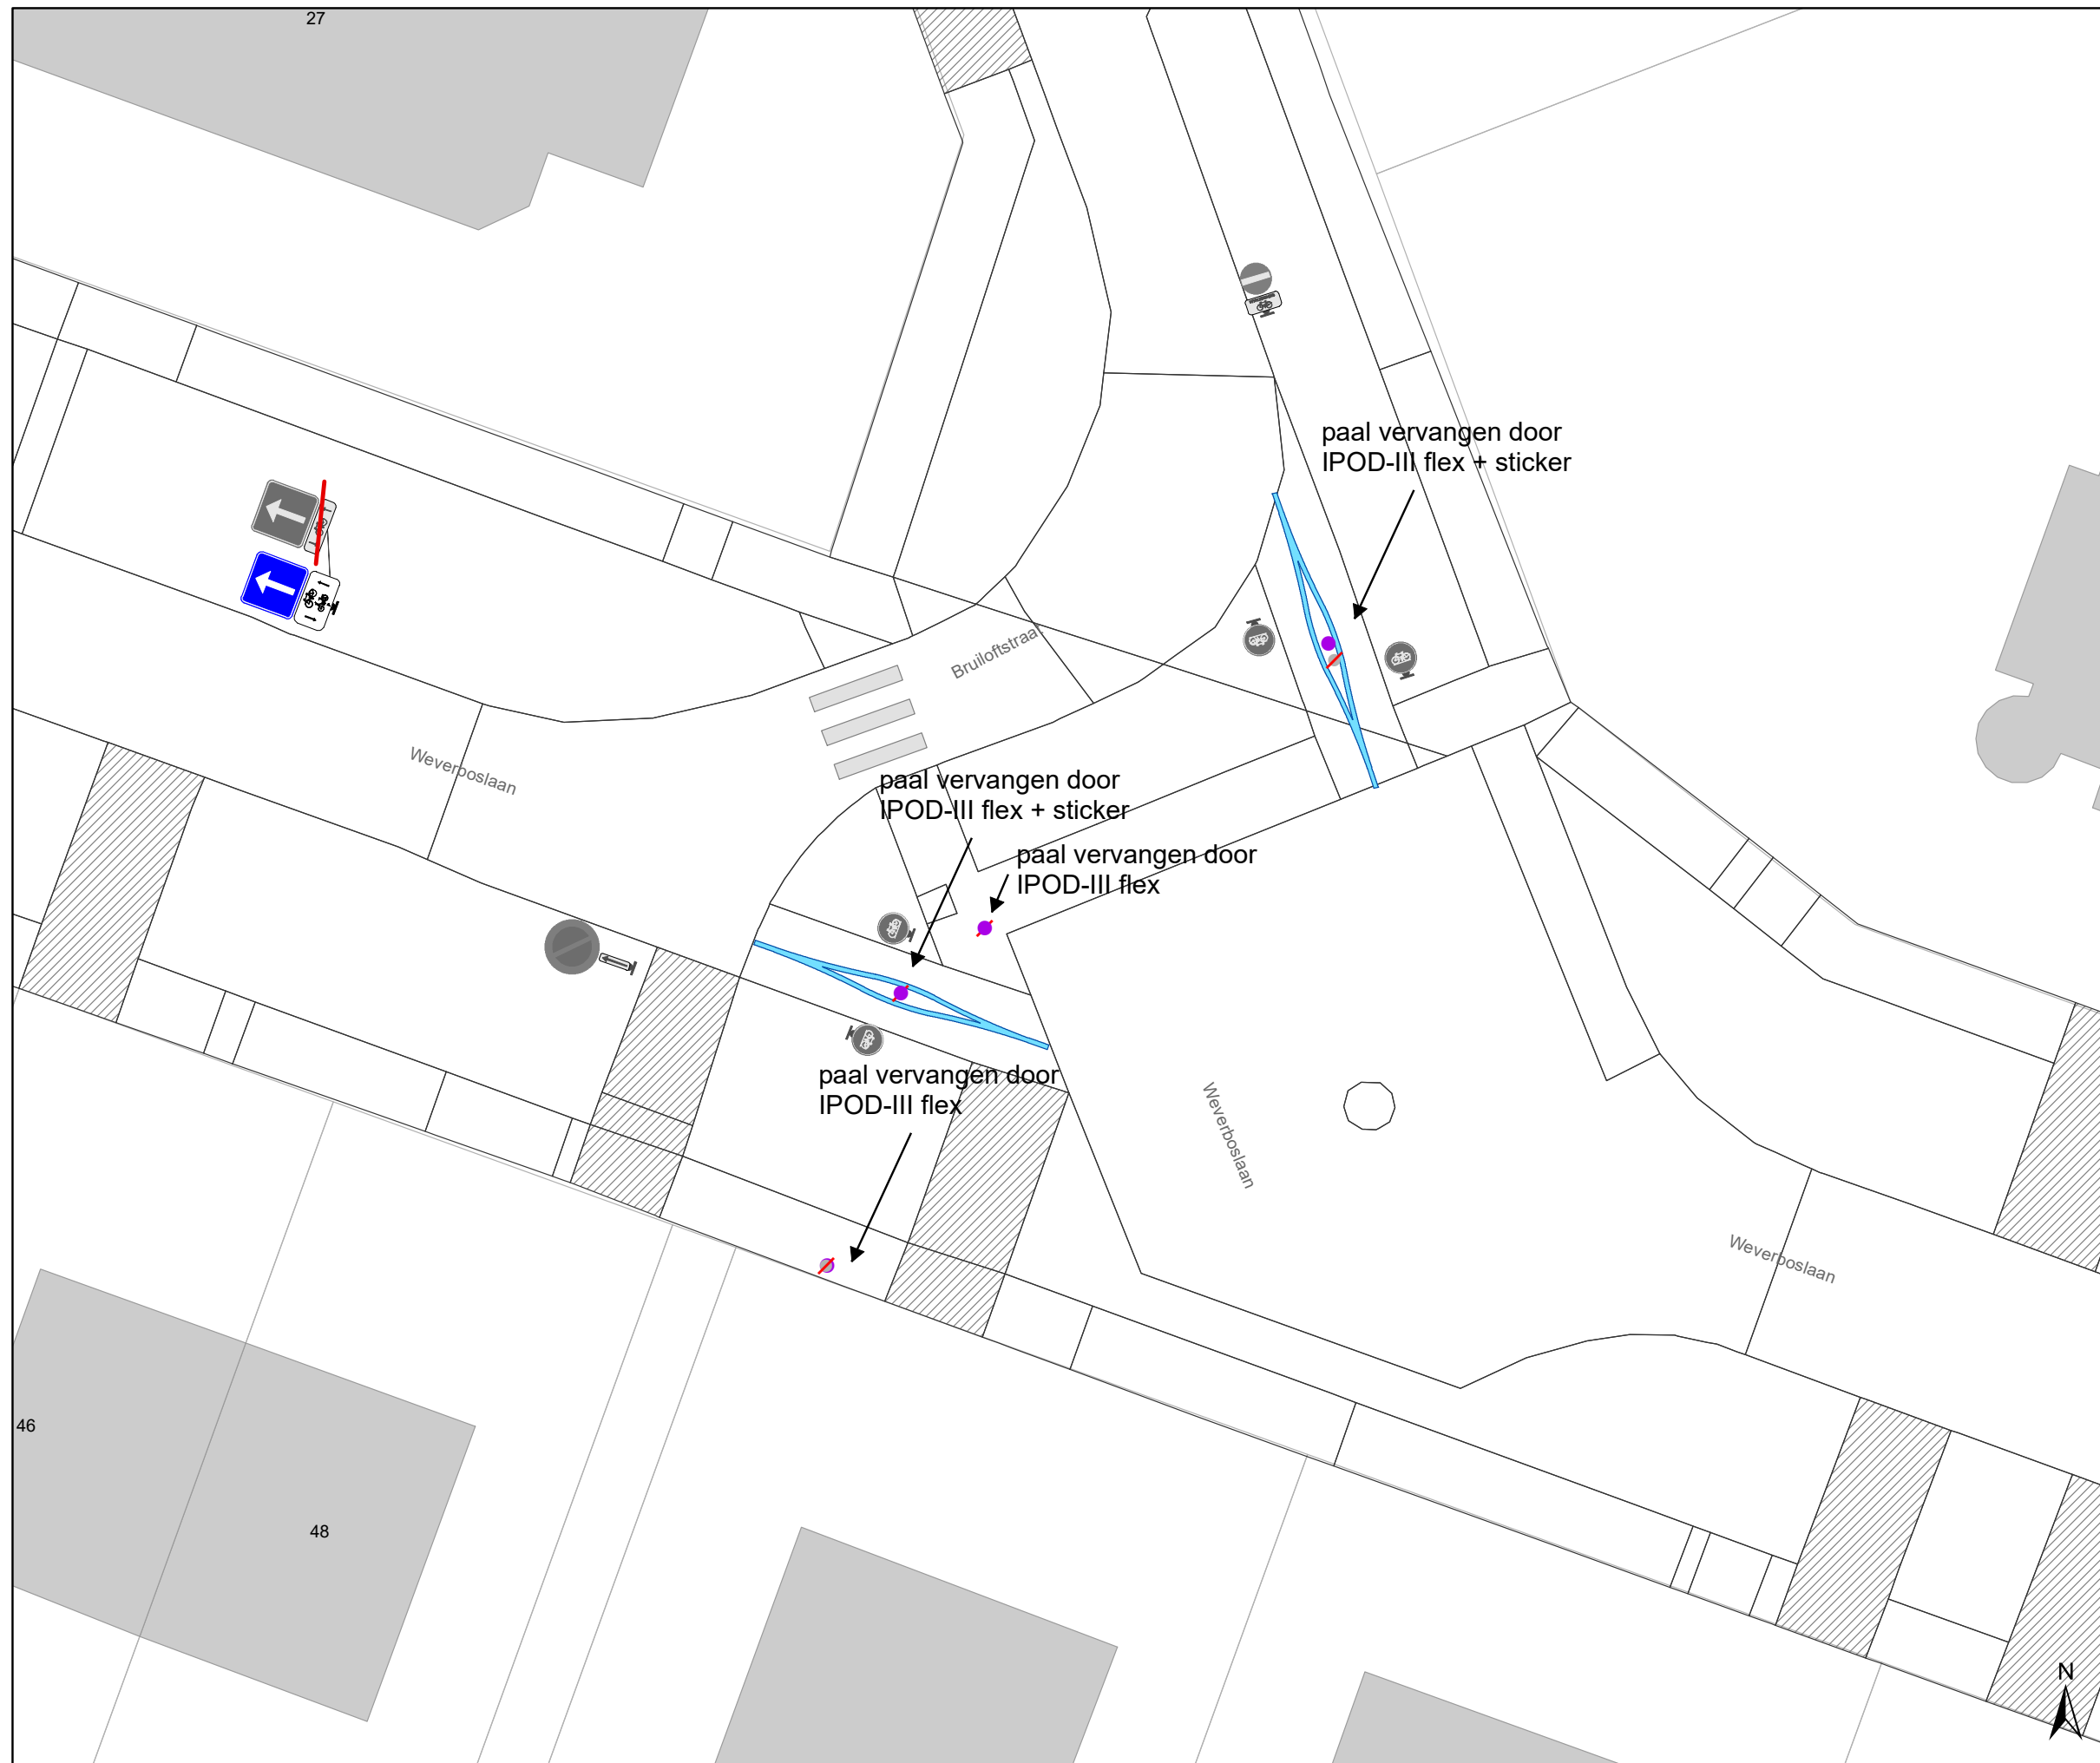 27
paal vervangen door
IPOD-III flex + sticker
Bruiloftstraat
Weverboslaan
paal vervangen door
IPOD-III flex + sticker
paal vervangen door
IPOD-III flex
paal vervangen door
IPOD-III flex
Weverboslaan
Weverboslaan
46
48
N